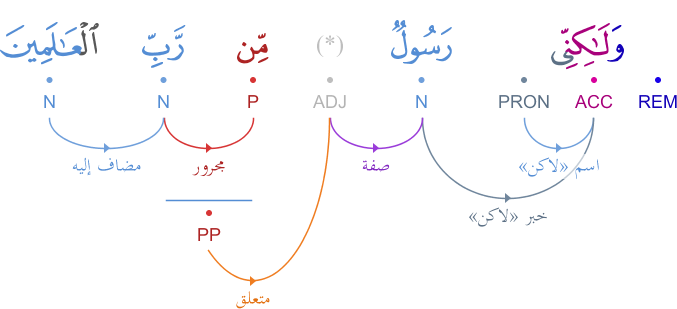 وَلَـٰكِنِّى رَسُولٌ (*) مِّن رَّبِّ ٱلْعَـٰلَمِينَ
REM ACC PRON N ADJ P N N
اسم «لاكن» صفة مجرور مضاف إليه
خبر «لاكن»
PP
متعلق